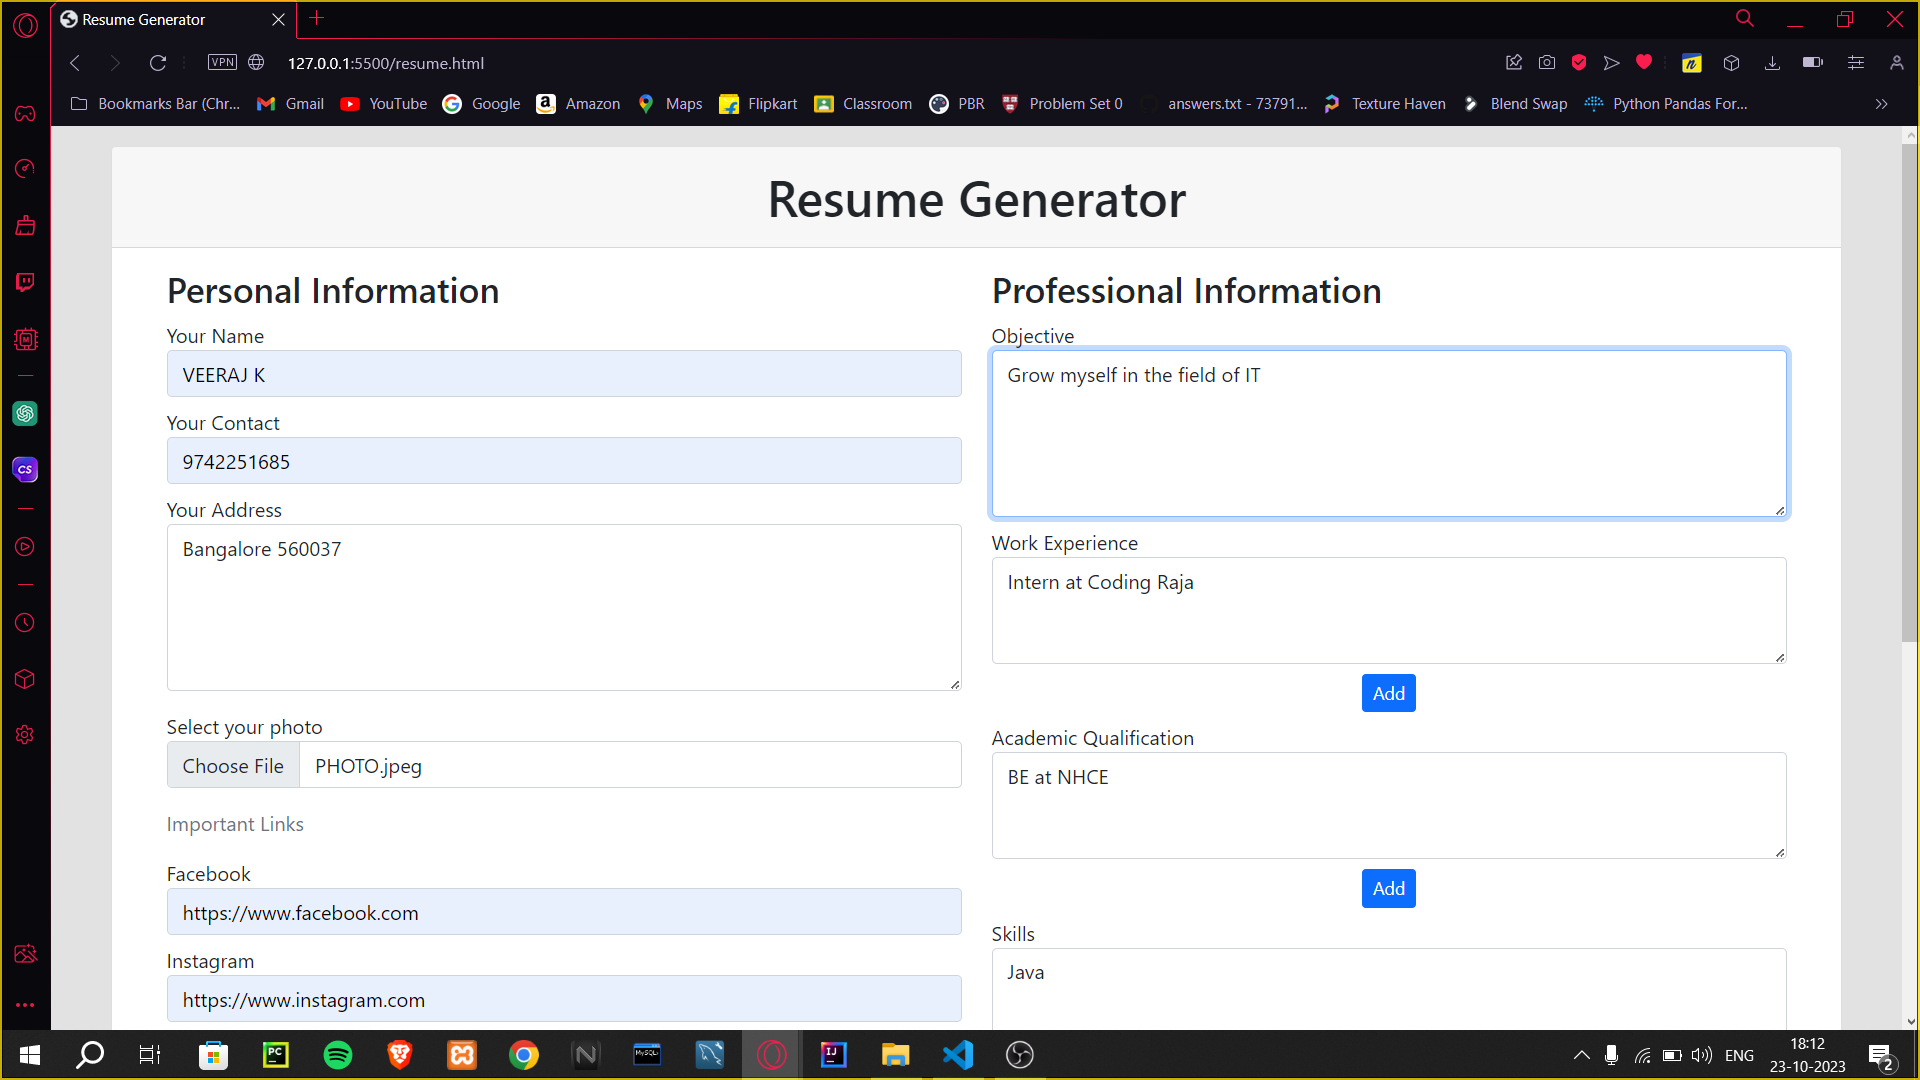 Resume Generator
VPN
127.0.0.1:5500/resume.html
Bookmarks Bar (Chr...
Gmail
YouTube
Google
Amazon
Maps
Flipkart
Classroom
PBR
Problem Set 0
answers.txt - 73791...
Texture Haven
Blend Swap
Python Pandas For...
Resume Generator
Personal Information
Your Name
VEERAJ K
Your Contact
9742251685
Your Address
Bangalore 560037
Select your photo
Choose File
PHOTO.jpeg
Important Links
Facebook
https://www.facebook.com
Instagram
https://www.instagram.com
Professional Information
Objective
Grow myself in the field of IT
Work Experience
Intern at Coding Raja
Add
Academic Qualification
BE at NHCE
Add
Skills
Java
CS
PC
MySQL
IJ
ENG
18:12
23-10-2023
2